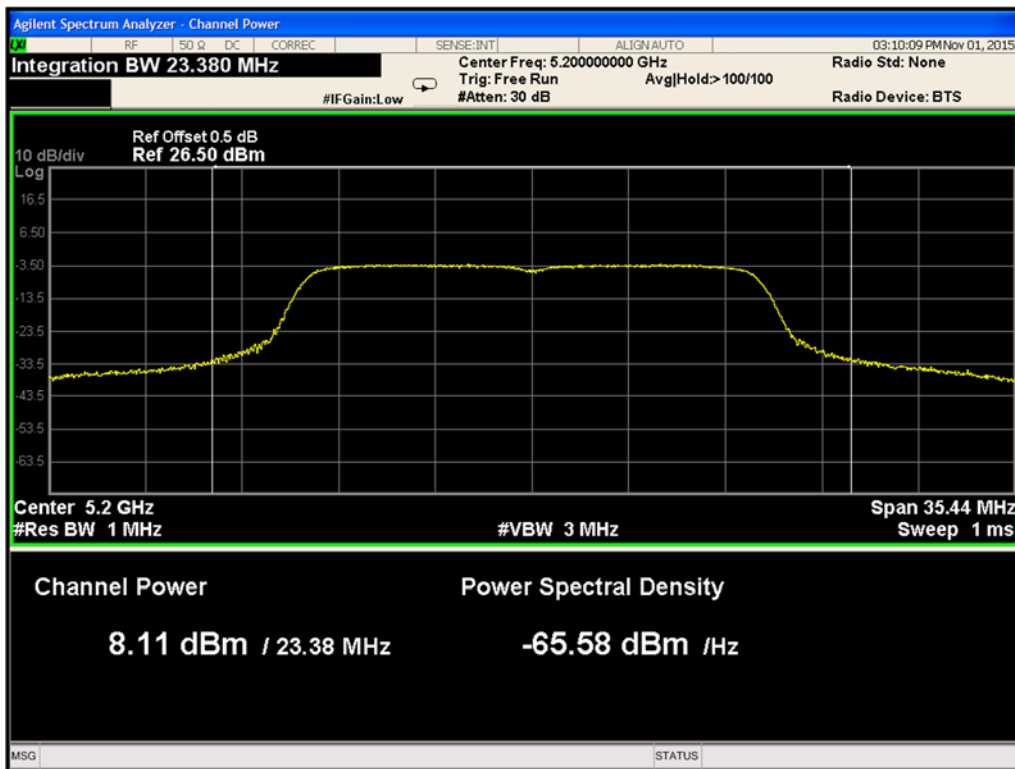 Agilent Spectrum Analyzer - Channel Power
LXI RF 50 Ω DC CORREC SENSE:INT ALIGN AUTO 03:10:09 PM Nov 01, 2015
Integration BW 23.380 MHz
Center Freq: 5.200000000 GHz
Radio Std: None
Trig: Free Run Avg|Hold:> 100/100
#IFGain:Low #Atten: 30 dB Radio Device: BTS
Ref Offset 0.5 dB
10 dB/div Ref 26.50 dBm
Log
16.5
6.50
-3.50
-13.5
-23.5
-33.5
-43.5
-53.5
-63.5
Center 5.2 GHz Span 35.44 MHz
#Res BW 1 MHz #VBW 3 MHz Sweep 1 ms
Channel Power Power Spectral Density
8.11 dBm / 23.38 MHz -65.58 dBm /Hz
MSG STATUS